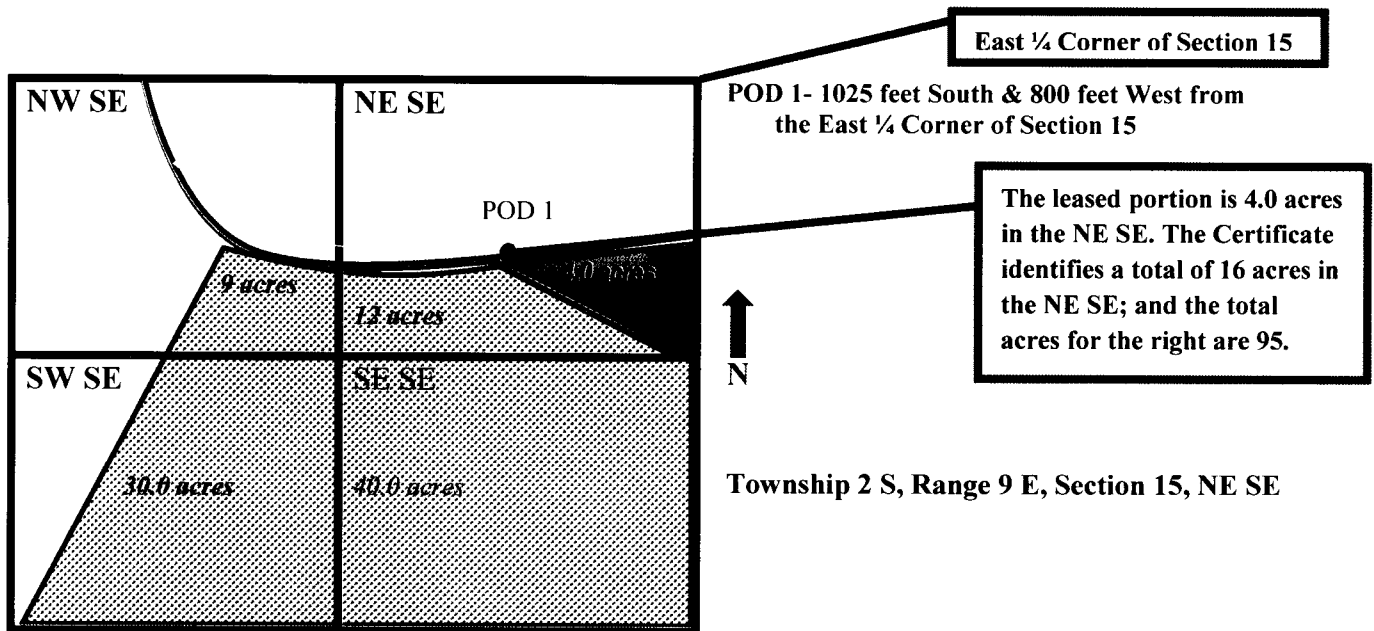 East ¼ Corner of Section 15
NW SE
NE SE
POD 1- 1025 feet South & 800 feet West from
the East ¼ Corner of Section 15
POD 1
The leased portion is 4.0 acres
in the NE SE. The Certificate
identifies a total of 16 acres in
the NE SE; and the total
acres for the right are 95.
9 acres
12 acres
acres
N
SW SE
SE SE
30.0 acres
40.0 acres
Township 2 S, Range 9 E, Section 15, NE SE